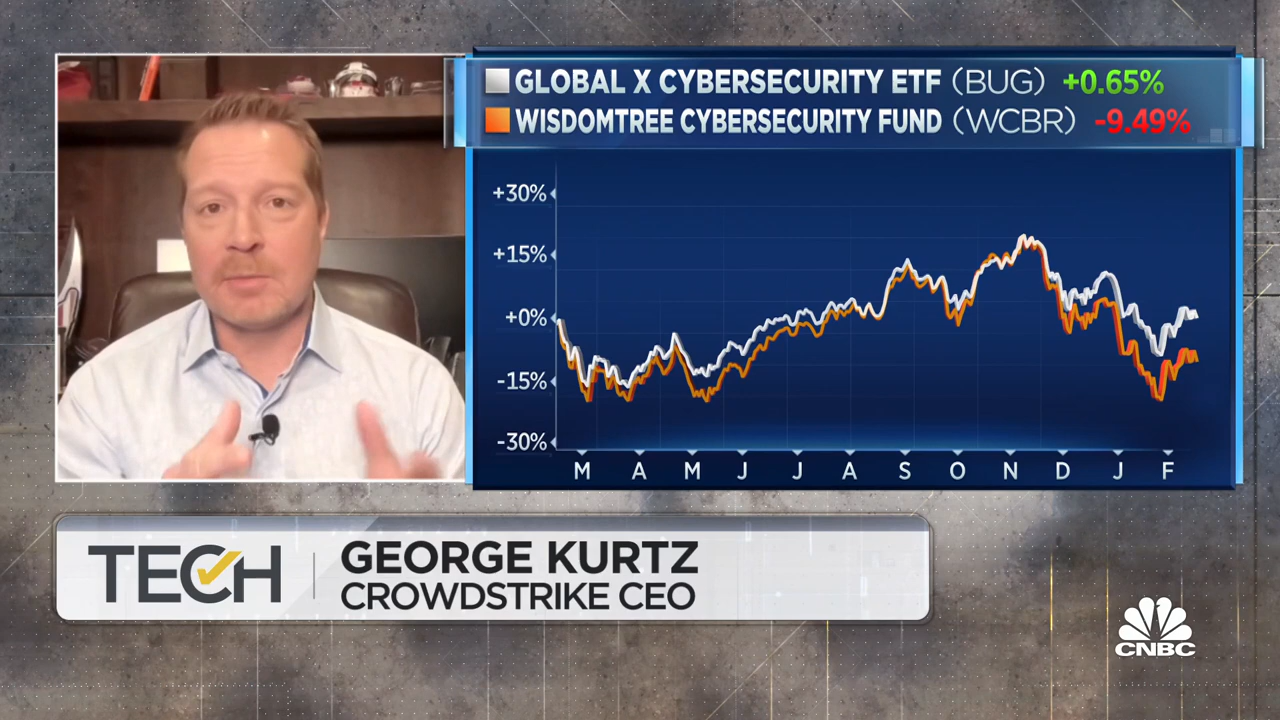 GLOBAL X CYBERSECURITY ETF (BUG) +0.65%
WISDOMTREE CYBERSECURITY FUND (WCBR) -9.49%
+30%
+15%
+0%
-15%
-30%
M A M J J A S O N D J F
TECH
GEORGE KURTZ
CROWDSTRIKE CEO
CNBC